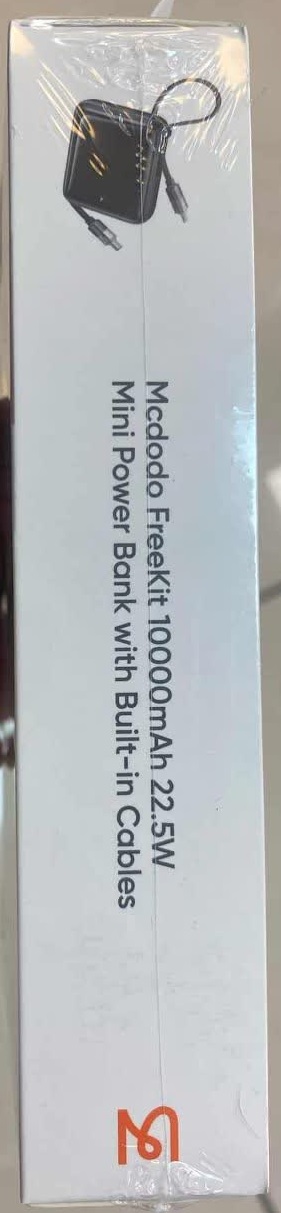 Mcdodo FreeKit 10000mAh 22.5W
Mini Power Bank with Built-in Cables